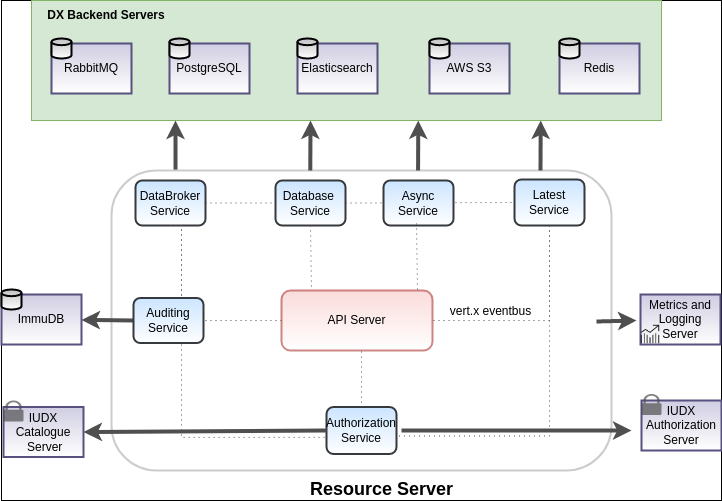 DX Backend Servers
RabbitMQ
PostgreSQL
Elasticsearch
AWS S3
Redis
DataBroker
Service
Database
Service
Async
Service
Latest
Service
ImmuDB
Auditing
Service
API Server
vert.x eventbus
Metrics and
Logging
Server
IUDX
Catalogue
Server
Authorization
Service
IUDX
Authorization
Server
Resource Server